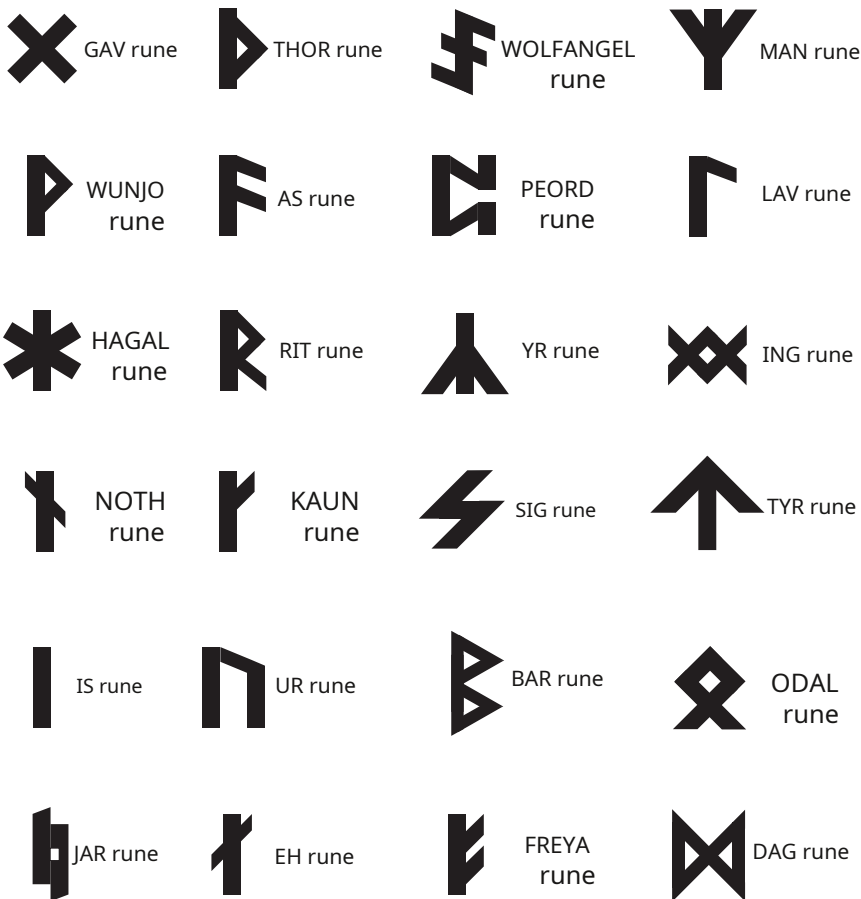 GAV rune
THOR rune
WOLFANGEL
rune
MAN rune
WUNJO
rune
AS rune
PEORD
rune
LAV rune
HAGAL
rune
RIT rune
YR rune
ING rune
NOTH
rune
KAUN
rune
SIG rune
TYR rune
IS rune
UR rune
BAR rune
ODAL
rune
JAR rune
EH rune
FREYA
rune
DAG rune